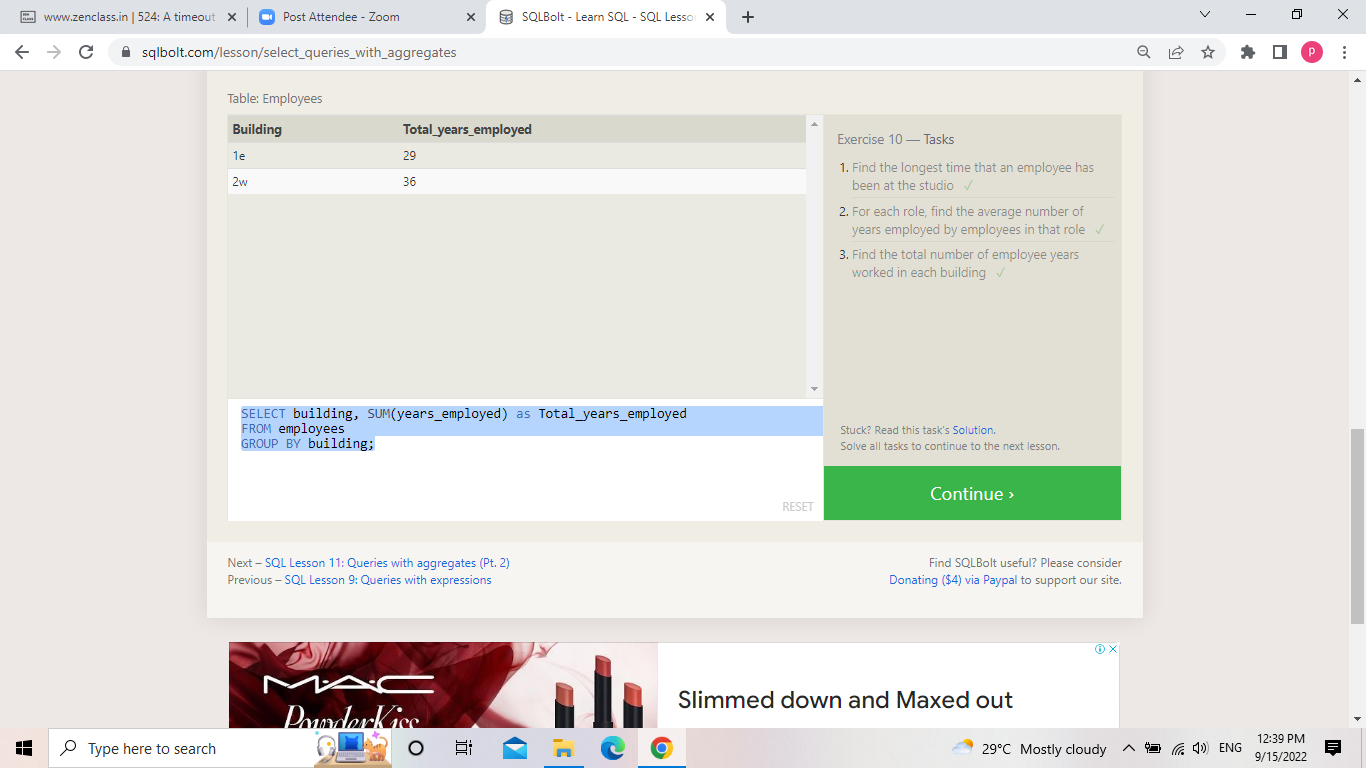 www.zenclass.in | 524: A timeout
Post Attendee - Zoom
SQLBolt - Learn SQL - SQL Lesso
sqlbolt.com/lesson/select_queries_with_aggregates
P
Table: Employees
Building Total_years_employed
1e 29
2w 36
SELECT building, SUM(years_employed) as Total_years_employed
FROM employees
GROUP BY building;
RESET
Exercise 10 — Tasks
1. Find the longest time that an employee has
been at the studio ✓
2. For each role, find the average number of
years employed by employees in that role ✓
3. Find the total number of employee years
worked in each building ✓
Stuck? Read this task's Solution.
Solve all tasks to continue to the next lesson.
Continue ›
Next – SQL Lesson 11: Queries with aggregates (Pt. 2)
Previous – SQL Lesson 9: Queries with expressions
Find SQLBolt useful? Please consider
Donating ($4) via Paypal to support our site.
MAC
PowderKiss
Slimmed down and Maxed out
Type here to search
29°C Mostly cloudy
ENG
12:39 PM
9/15/2022